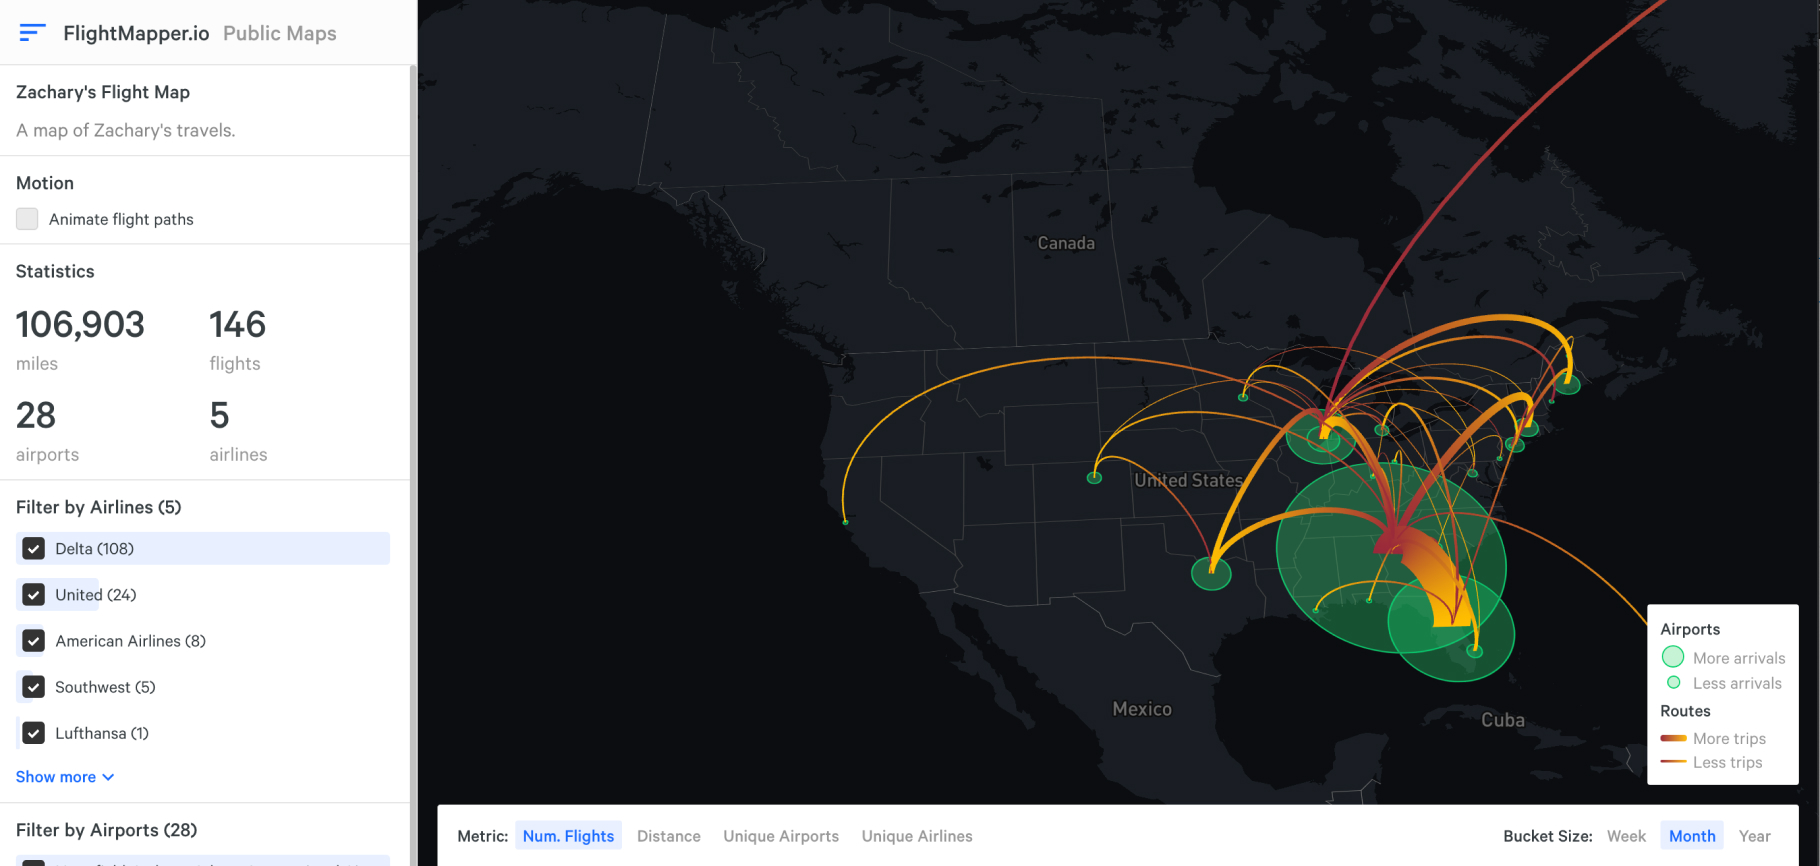 FlightMapper.io Public Maps
Zachary's Flight Map
A map of Zachary's travels.
Motion
Animate flight paths
Statistics
106,903 146
miles flights
28 5
airports airlines
Filter by Airlines (5)
Delta (108)
United (24)
American Airlines (8)
Southwest (5)
Lufthansa (1)
Show more
Filter by Airports (28)
Canada
United States
Mexico
Cuba
Airports
More arrivals
Less arrivals
Routes
More trips
Less trips
Metric: Num. Flights Distance Unique Airports Unique Airlines
Bucket Size: Week Month Year